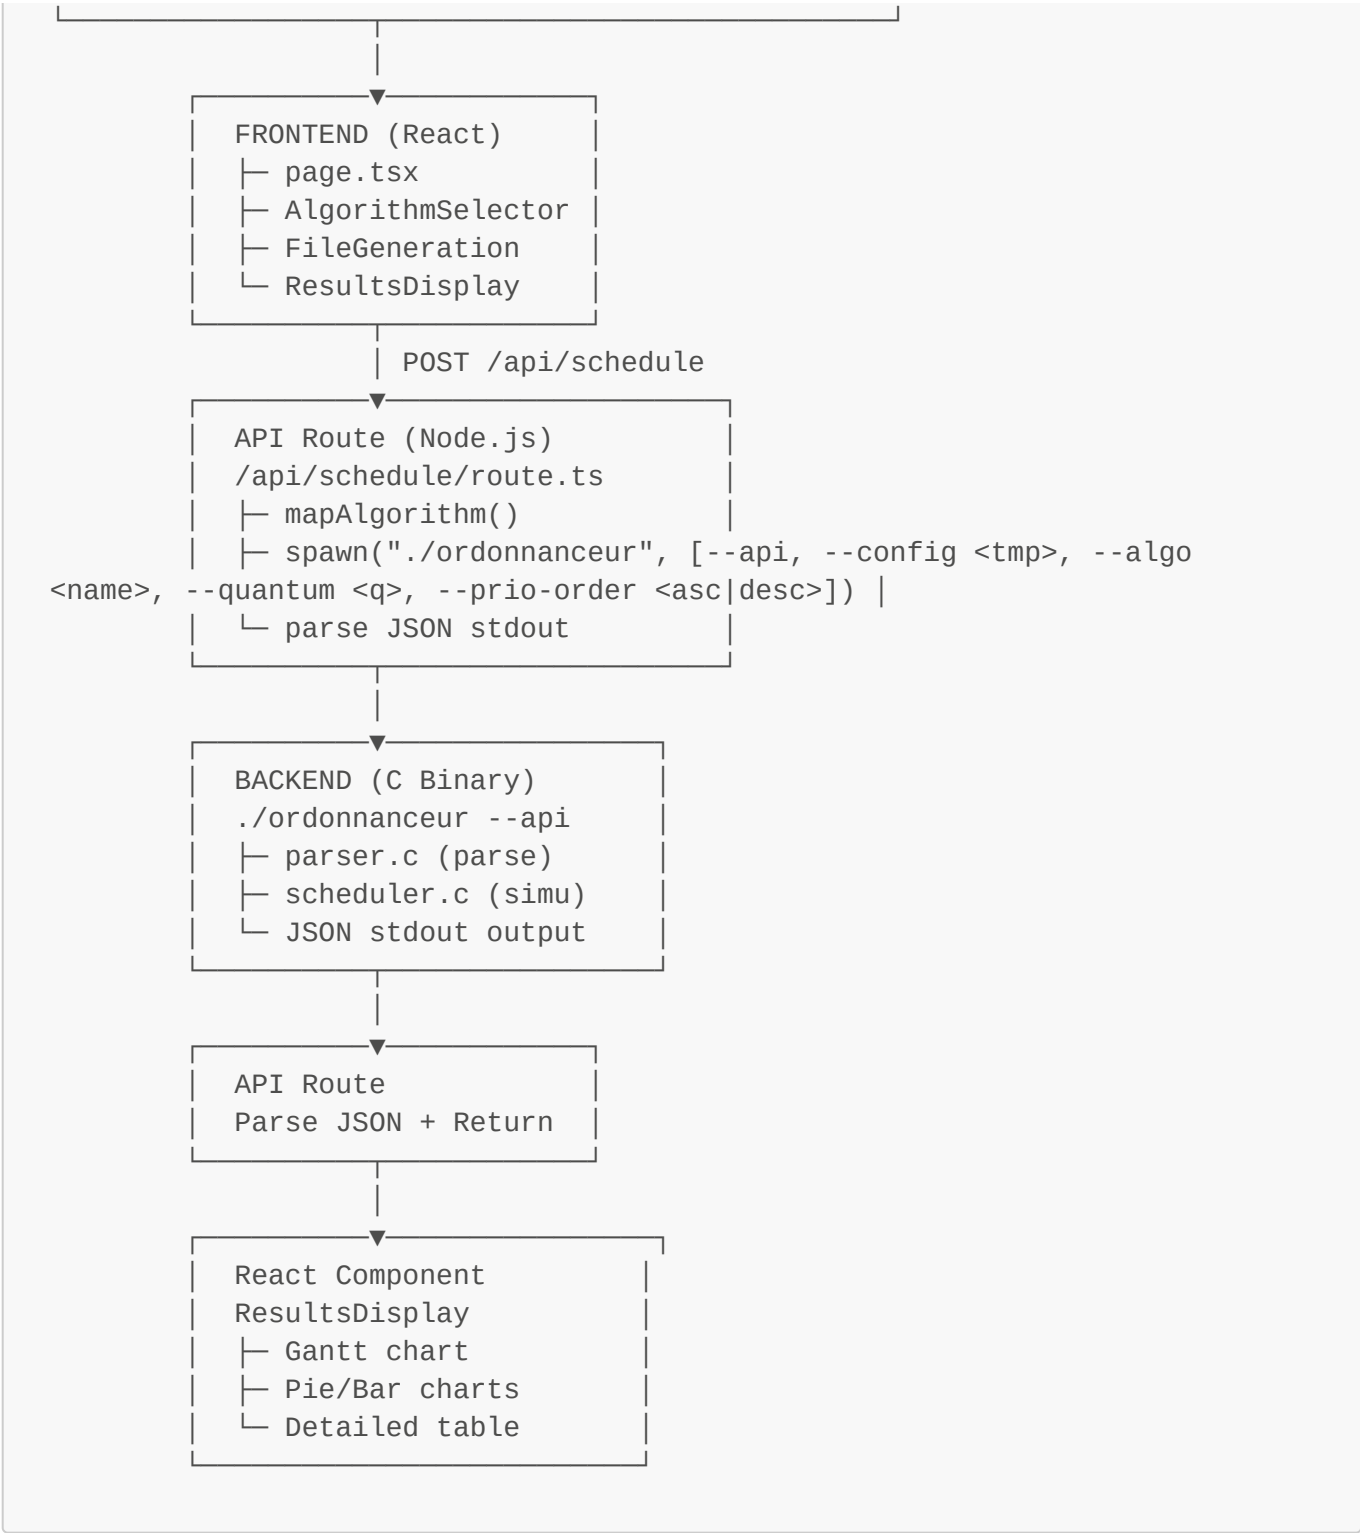 FRONTEND (React)
├─ page.tsx
├─ AlgorithmSelector
├─ FileGeneration
└─ ResultsDisplay
POST /api/schedule
API Route (Node.js)
/api/schedule/route.ts
├─ mapAlgorithm()
├─ spawn("./ordonnanceur", [--api, --config <tmp>, --algo
<name>, --quantum <q>, --prio-order <asc|desc>]) │
└─ parse JSON stdout
BACKEND (C Binary)
./ordonnanceur --api
├─ parser.c (parse)
├─ scheduler.c (simu)
└─ JSON stdout output
API Route
Parse JSON + Return
React Component
ResultsDisplay
├─ Gantt chart
├─ Pie/Bar charts
└─ Detailed table